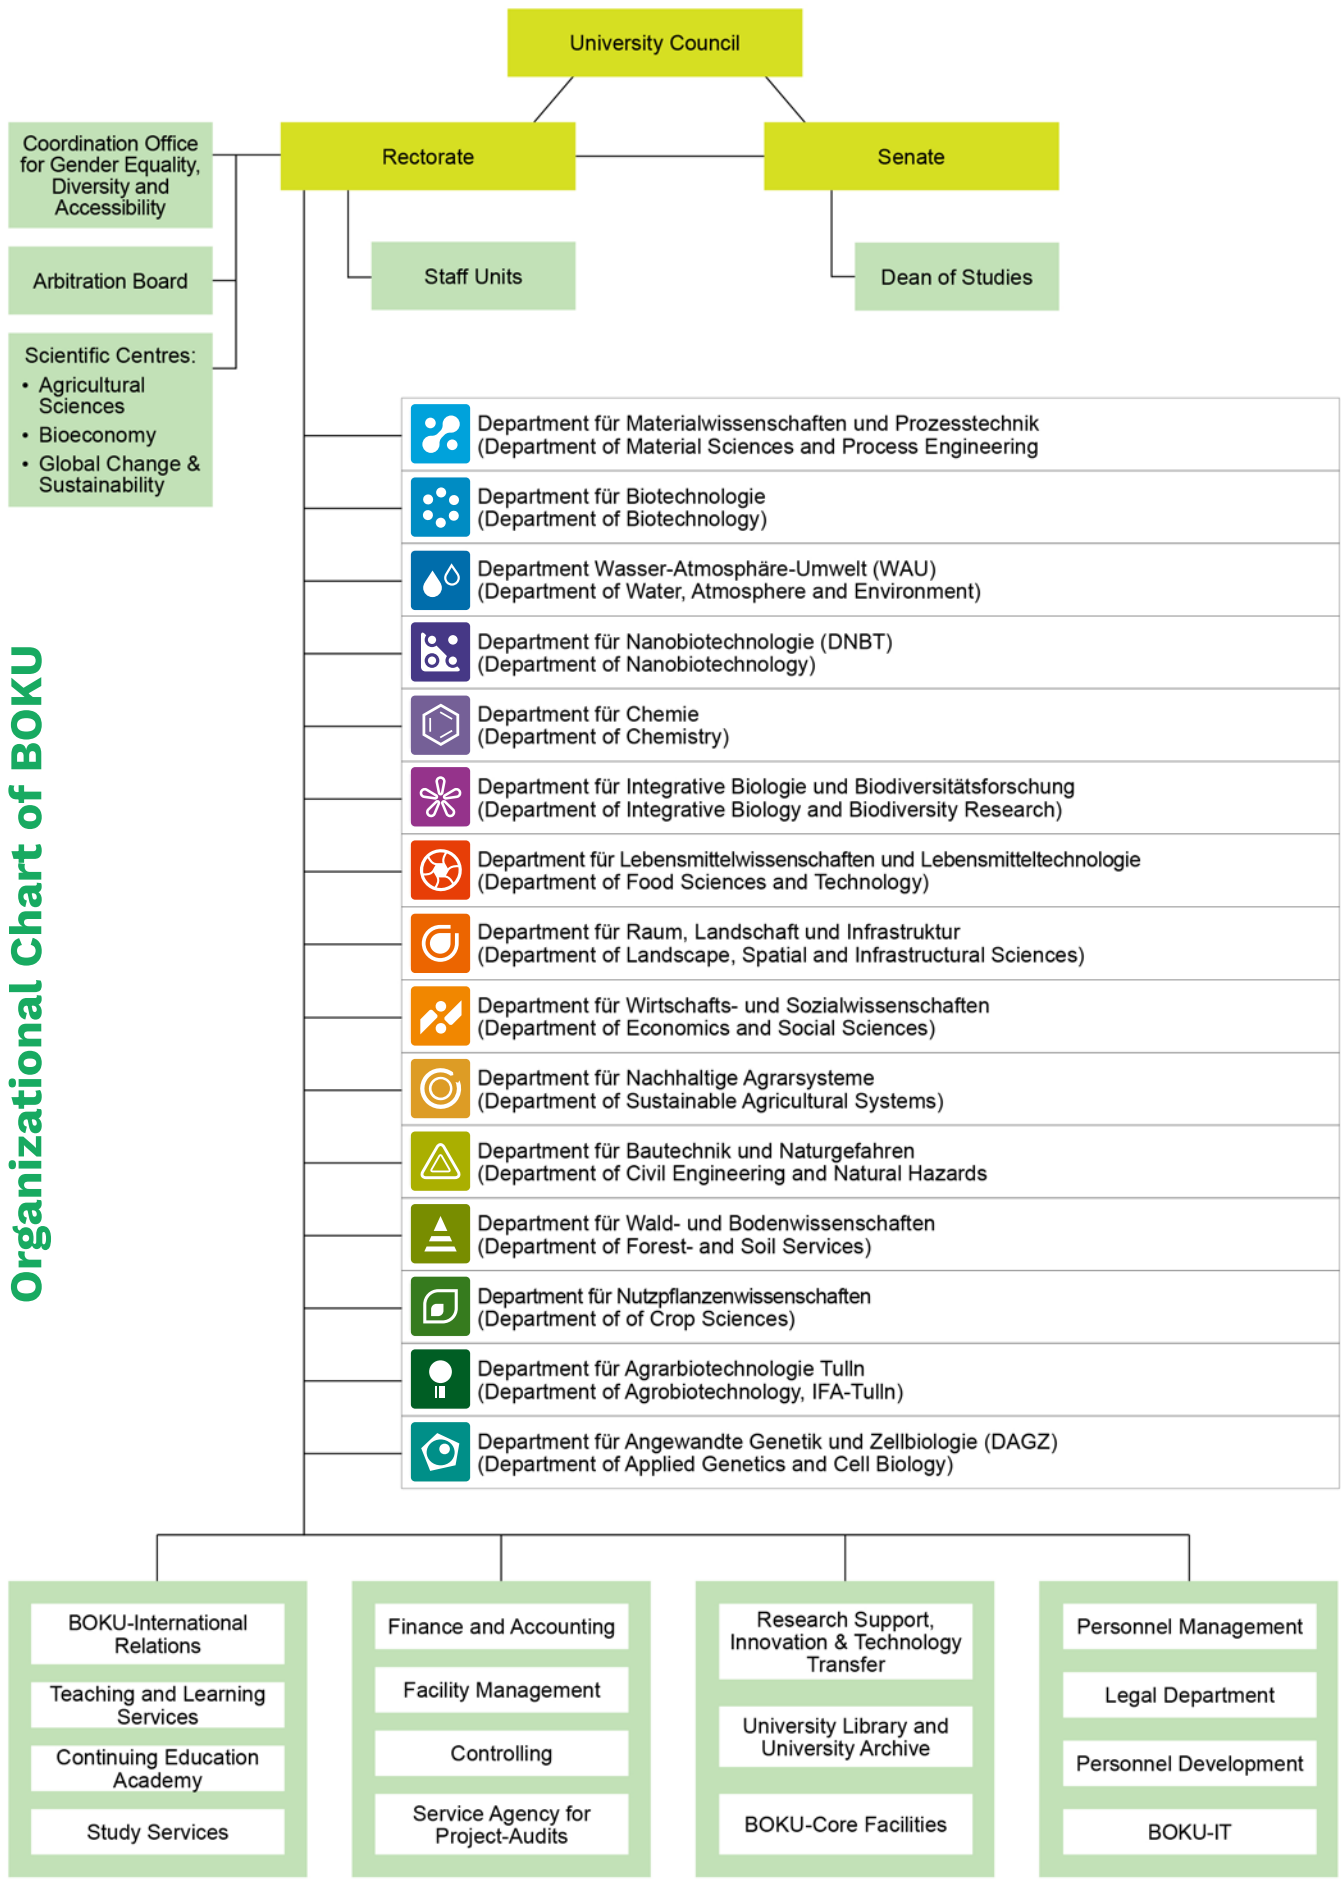 University Council
Coordination Office
for Gender Equality,
Diversity and
Accessibility
Rectorate
Senate
Arbitration Board
Staff Units
Dean of Studies
Scientific Centres:
• Agricultural
Sciences
• Bioeconomy
• Global Change &
Sustainability
Organizational Chart of BOKU
Department für Materialwissenschaften und Prozesstechnik
(Department of Material Sciences and Process Engineering
Department für Biotechnologie
(Department of Biotechnology)
Department Wasser-Atmosphäre-Umwelt (WAU)
(Department of Water, Atmosphere and Environment)
Department für Nanobiotechnologie (DNBT)
(Department of Nanobiotechnology)
Department für Chemie
(Department of Chemistry)
Department für Integrative Biologie und Biodiversitätsforschung
(Department of Integrative Biology and Biodiversity Research)
Department für Lebensmittelwissenschaften und Lebensmitteltechnologie
(Department of Food Sciences and Technology)
Department für Raum, Landschaft und Infrastruktur
(Department of Landscape, Spatial and Infrastructural Sciences)
Department für Wirtschafts- und Sozialwissenschaften
(Department of Economics and Social Sciences)
Department für Nachhaltige Agrarsysteme
(Department of Sustainable Agricultural Systems)
Department für Bautechnik und Naturgefahren
(Department of Civil Engineering and Natural Hazards
Department für Wald- und Bodenwissenschaften
(Department of Forest- and Soil Services)
Department für Nutzpflanzenwissenschaften
(Department of of Crop Sciences)
Department für Agrarbiotechnologie Tulln
(Department of Agrobiotechnology, IFA-Tulln)
Department für Angewandte Genetik und Zellbiologie (DAGZ)
(Department of Applied Genetics and Cell Biology)
BOKU-International
Relations
Teaching and Learning
Services
Continuing Education
Academy
Study Services
Finance and Accounting
Facility Management
Controlling
Service Agency for
Project-Audits
Research Support,
Innovation & Technology
Transfer
University Library and
University Archive
BOKU-Core Facilities
Personnel Management
Legal Department
Personnel Development
BOKU-IT